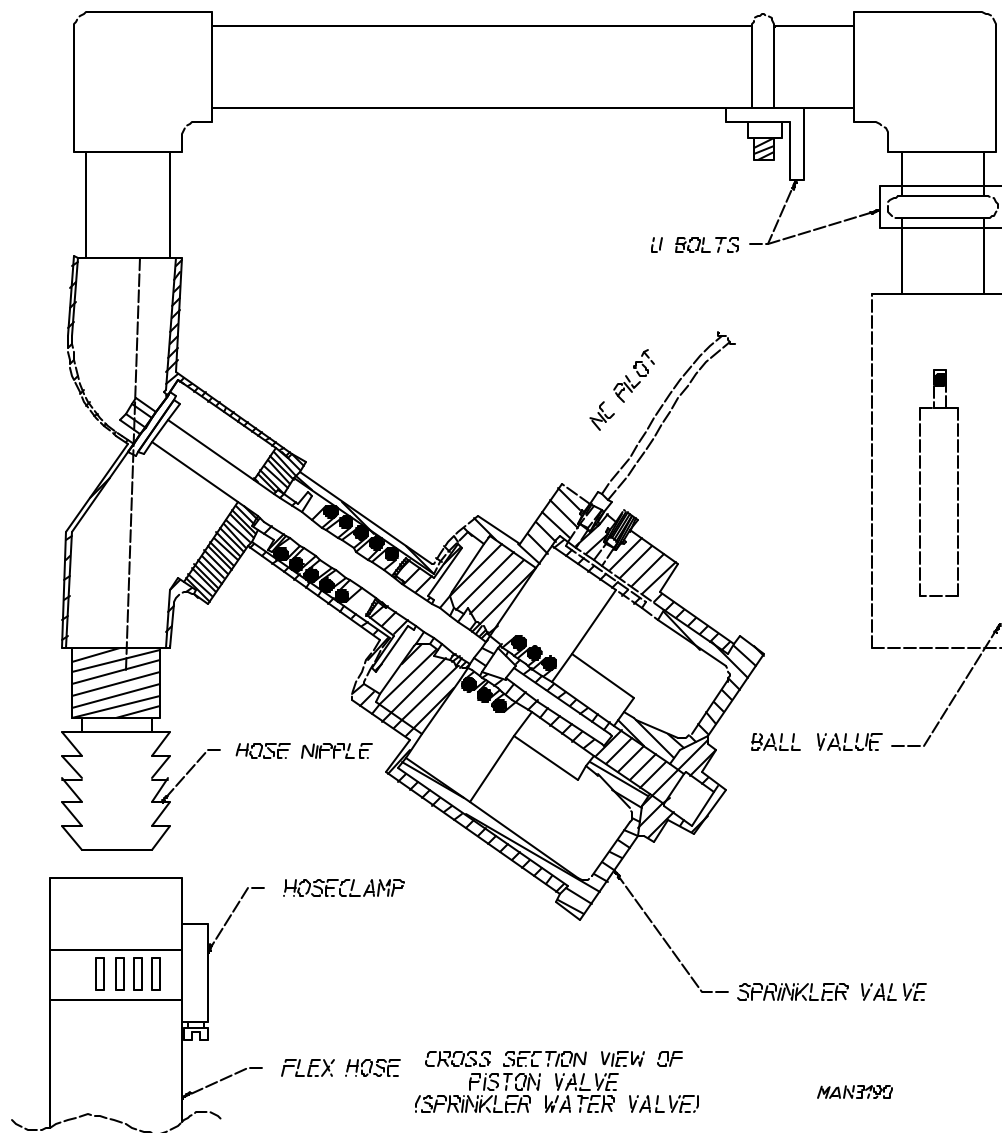 U BOLTS
NC PILOT
HOSE NIPPLE
BALL VALUE
HOSECLAMP
SPRINKLER VALVE
FLEX HOSE
CROSS SECTION VIEW OF
PISTON VALVE
(SPRINKLER WATER VALVE)
MAN3190